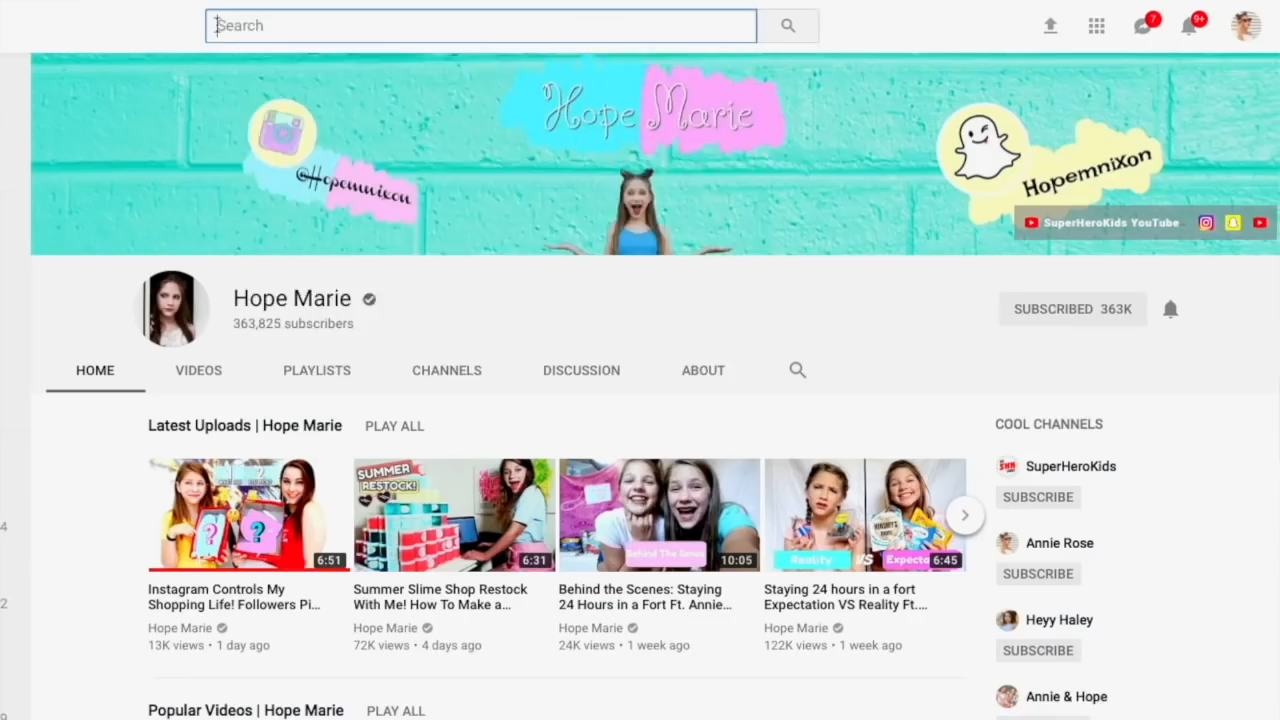 Search
7
9+
Hope Marie
@Hopemnixon
Hopemnixon
SuperHeroKids YouTube
Hope Marie
363,825 subscribers
SUBSCRIBED 363K
HOME
VIDEOS
PLAYLISTS
CHANNELS
DISCUSSION
ABOUT
Latest Uploads | Hope Marie
PLAY ALL
COOL CHANNELS
?
?
6:51
SUMMER
RESTOCK!
6:31
Behind The Scenes
10:05
Reality
VS
Expecta
6:45
Instagram Controls My
Shopping Life! Followers Pi...
Hope Marie
13K views • 1 day ago
Summer Slime Shop Restock
With Me! How To Make a...
Hope Marie
72K views • 4 days ago
Behind the Scenes: Staying
24 Hours in a Fort Ft. Annie...
Hope Marie
24K views • 1 week ago
Staying 24 hours in a fort
Expectation VS Reality Ft....
Hope Marie
122K views • 1 week ago
SuperHeroKids
SUBSCRIBE
Annie Rose
SUBSCRIBE
Heyy Haley
SUBSCRIBE
Annie & Hope
4
2
9
Popular Videos | Hope Marie
PLAY ALL